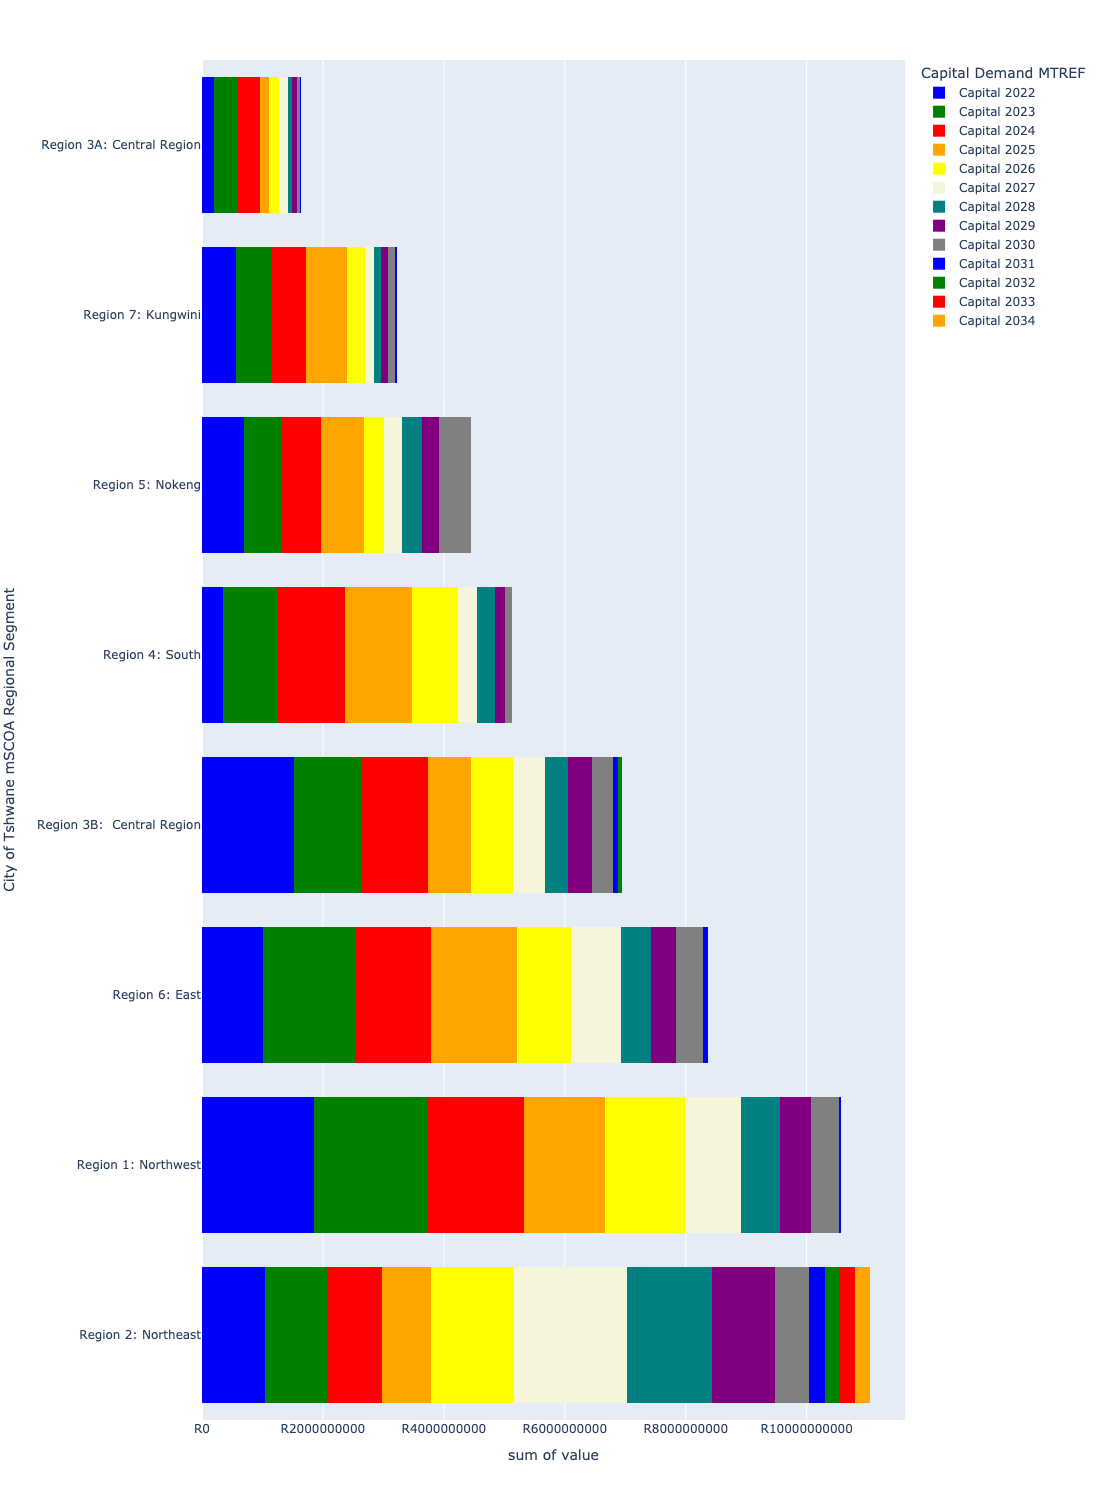 Capital Demand MTREF
Capital 2022
Capital 2023
Capital 2024
Capital 2025
Capital 2026
Capital 2027
Capital 2028
Capital 2029
Capital 2030
Capital 2031
Capital 2032
Capital 2033
Capital 2034
City of Tshwane mSCOA Regional Segment
Region 3A: Central Region
Region 7: Kungwini
Region 5: Nokeng
Region 4: South
Region 3B:  Central Region
Region 6: East
Region 1: Northwest
Region 2: Northeast
R0 R2000000000 R4000000000 R6000000000 R8000000000 R10000000000
sum of value